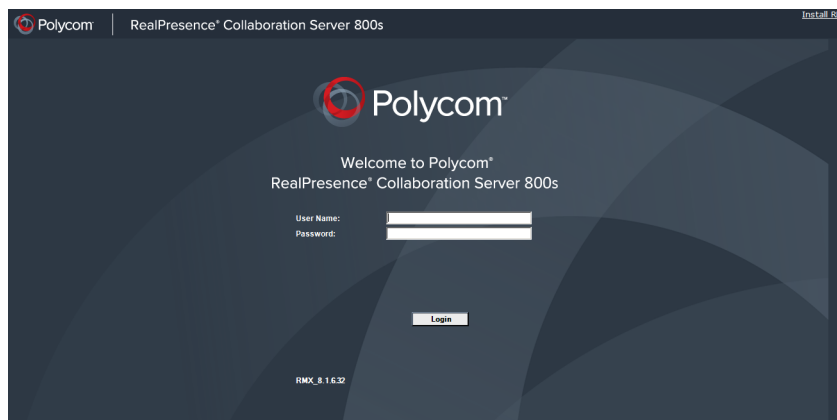 Polycom RealPresence® Collaboration Server 800s
Install R
Polycom™
Welcome to Polycom®
RealPresence® Collaboration Server 800s
User Name:
Password:
Login
RMX_8.1.6.32